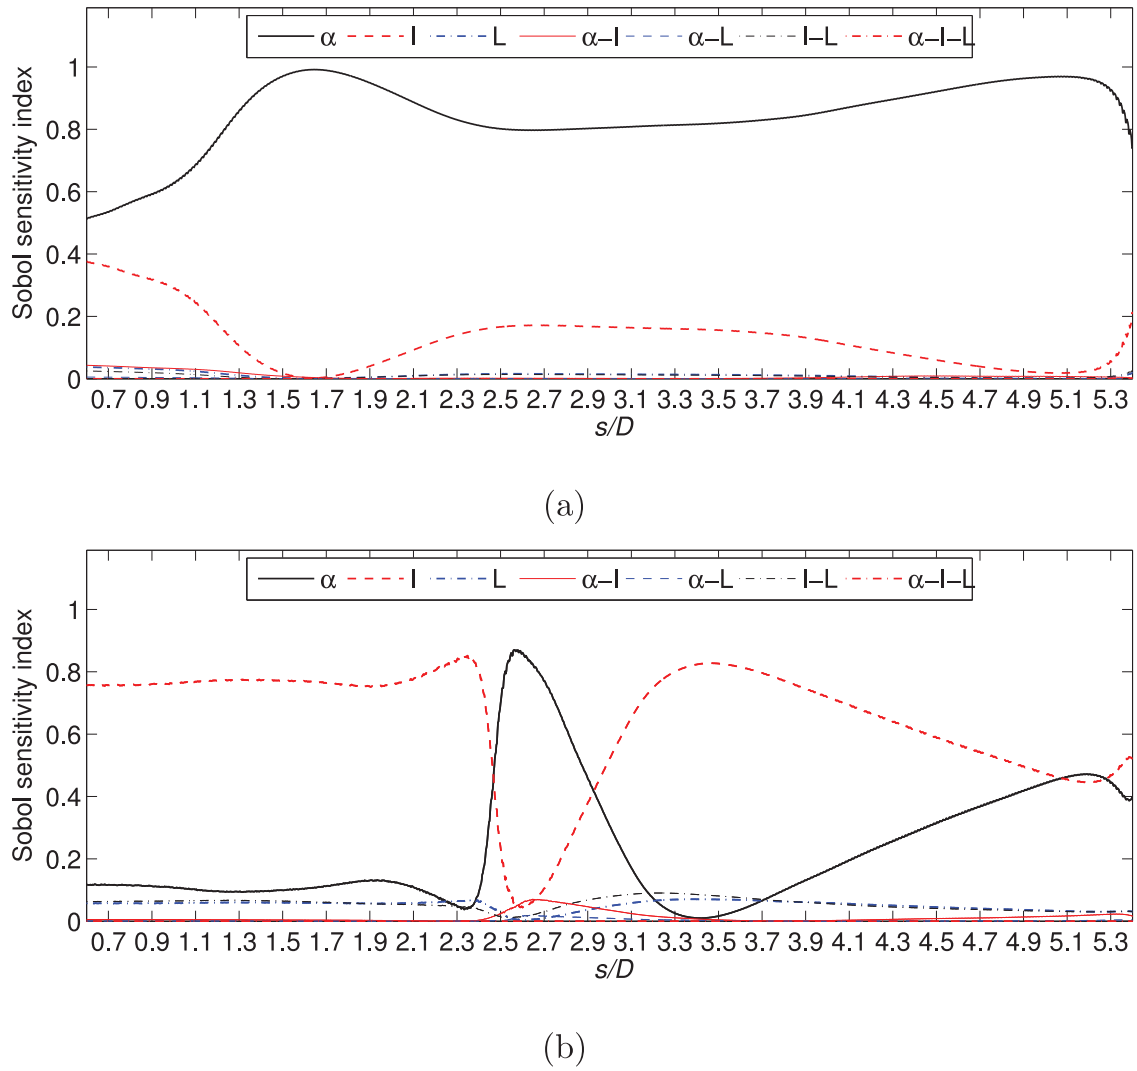 α I L α–I α–L I–L α–I–L
Sobol sensitivity index
1
0.8
0.6
0.4
0.2
0
0.7 0.9 1.1 1.3 1.5 1.7 1.9 2.1 2.3 2.5 2.7 2.9 3.1 3.3 3.5 3.7 3.9 4.1 4.3 4.5 4.7 4.9 5.1 5.3
s/D
(a)
α I L α–I α–L I–L α–I–L
Sobol sensitivity index
1
0.8
0.6
0.4
0.2
0
0.7 0.9 1.1 1.3 1.5 1.7 1.9 2.1 2.3 2.5 2.7 2.9 3.1 3.3 3.5 3.7 3.9 4.1 4.3 4.5 4.7 4.9 5.1 5.3
s/D
(b)